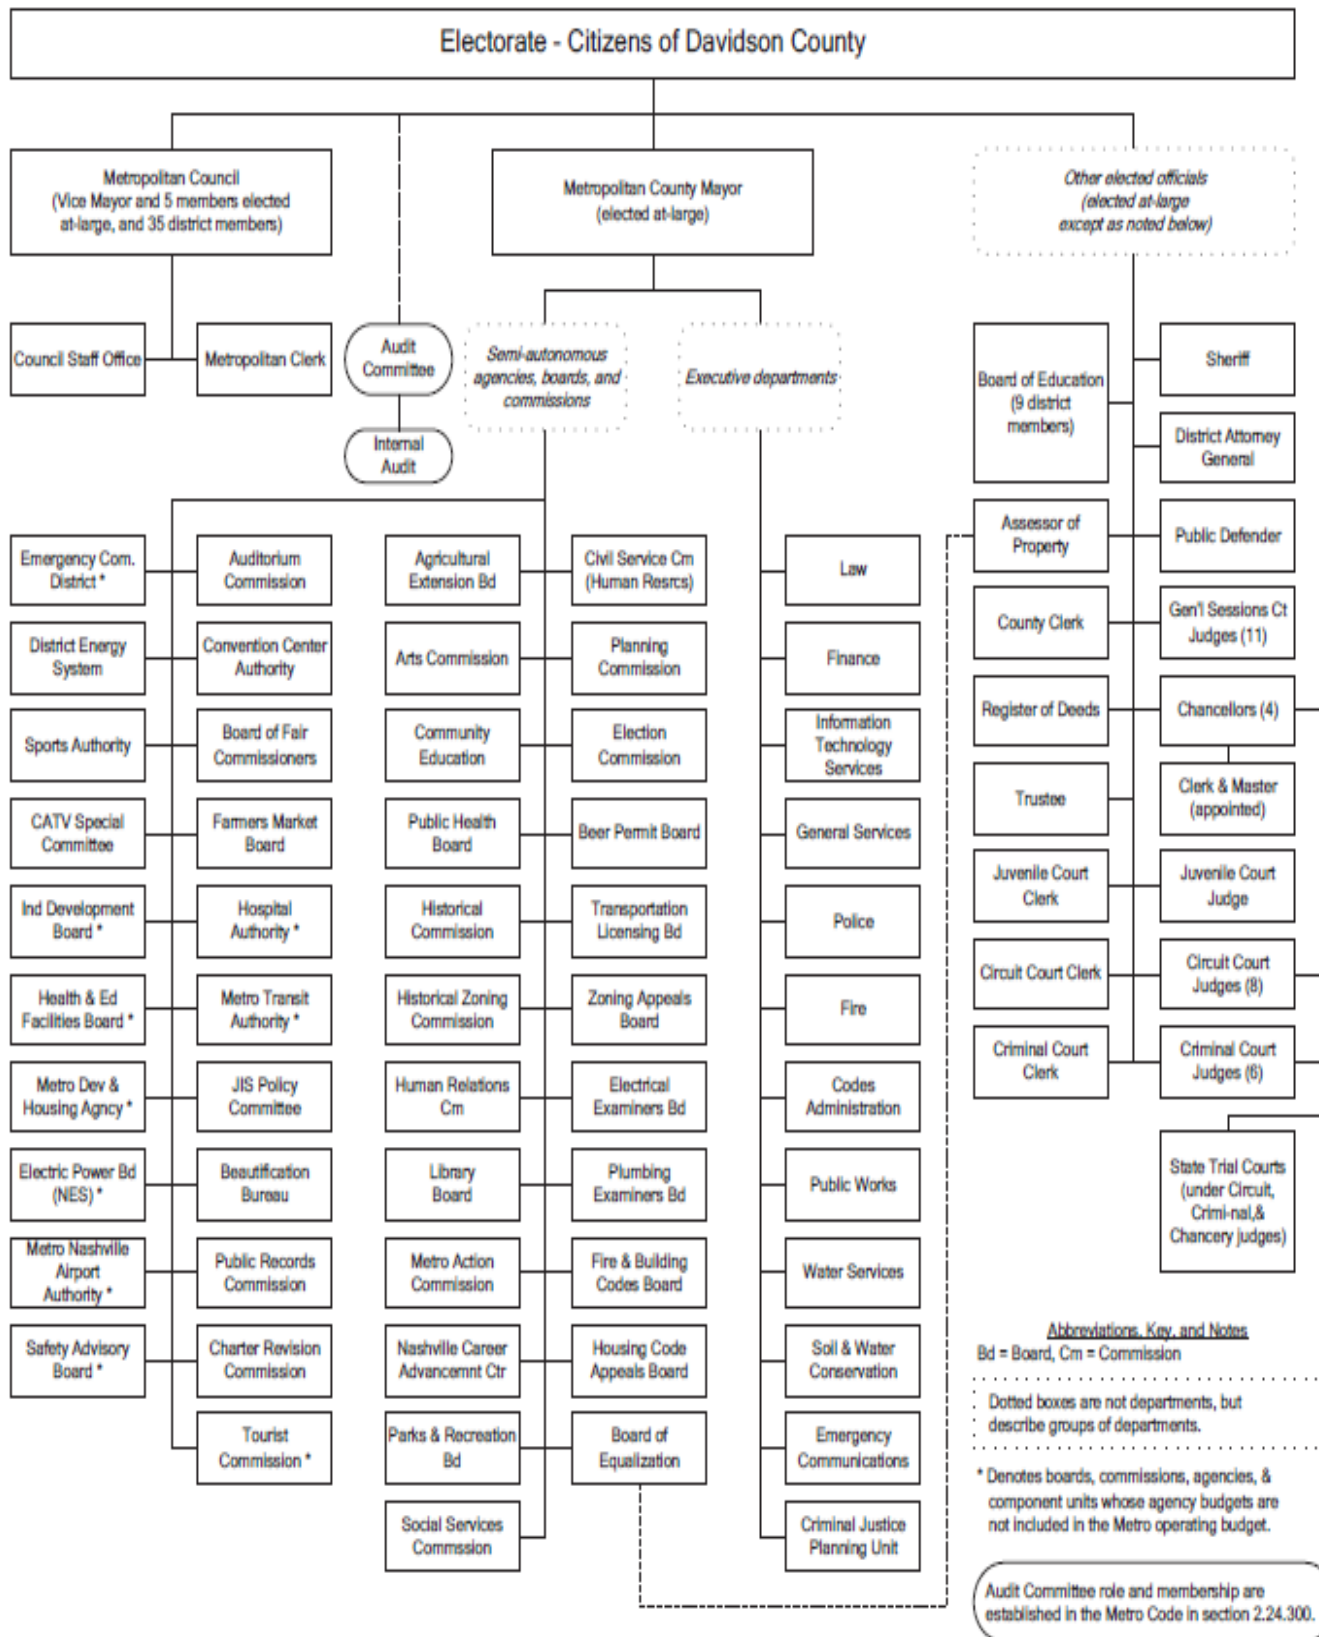 Electorate - Citizens of Davidson County
Metropolitan Council
(Vice Mayor and 5 members elected
at-large, and 35 district members)
Metropolitan County Mayor
(elected at-large)
Other elected officials
(elected at-large
except as noted below)
Council Staff Office
Metropolitan Clerk
Audit
Committee
Internal
Audit
Semi-autonomous
agencies, boards, and
commissions
Executive departments
Board of Education
(9 district
members)
Sheriff
District Attorney
General
Assessor of
Property
Public Defender
County Clerk
Gen'l Sessions Ct
Judges (11)
Register of Deeds
Chancellors (4)
Trustee
Clerk & Master
(appointed)
Juvenile Court
Clerk
Juvenile Court
Judge
Circuit Court Clerk
Circuit Court
Judges (8)
Criminal Court
Clerk
Criminal Court
Judges (6)
State Trial Courts
(under Circuit,
Crimi-nal,&
Chancery judges)
Emergency Com.
District *
Auditorium
Commission
District Energy
System
Convention Center
Authority
Sports Authority
Board of Fair
Commissioners
CATV Special
Committee
Farmers Market
Board
Ind Development
Board *
Hospital
Authority *
Health & Ed
Facilities Board *
Metro Transit
Authority *
Metro Dev &
Housing Agncy *
JIS Policy
Committee
Electric Power Bd
(NES) *
Beautification
Bureau
Metro Nashville
Airport
Authority *
Public Records
Commission
Safety Advisory
Board *
Charter Revision
Commission
Tourist
Commission *
Agricultural
Extension Bd
Civil Service Cm
(Human Resrcs)
Arts Commission
Planning
Commission
Community
Education
Election
Commission
Public Health
Board
Beer Permit Board
Historical
Commission
Transportation
Licensing Bd
Historical Zoning
Commission
Zoning Appeals
Board
Human Relations
Cm
Electrical
Examiners Bd
Library
Board
Plumbing
Examiners Bd
Metro Action
Commission
Fire & Building
Codes Board
Nashville Career
Advancemnt Ctr
Housing Code
Appeals Board
Parks & Recreation
Bd
Board of
Equalization
Social Services
Commssion
Law
Finance
Information
Technology
Services
General Services
Police
Fire
Codes
Administration
Public Works
Water Services
Soil & Water
Conservation
Emergency
Communications
Criminal Justice
Planning Unit
Abbreviations, Key, and Notes
Bd = Board, Cm = Commission
Dotted boxes are not departments, but
describe groups of departments.
* Denotes boards, commissions, agencies, &
component units whose agency budgets are
not included in the Metro operating budget.
Audit Committee role and membership are
established in the Metro Code in section 2.24.300.